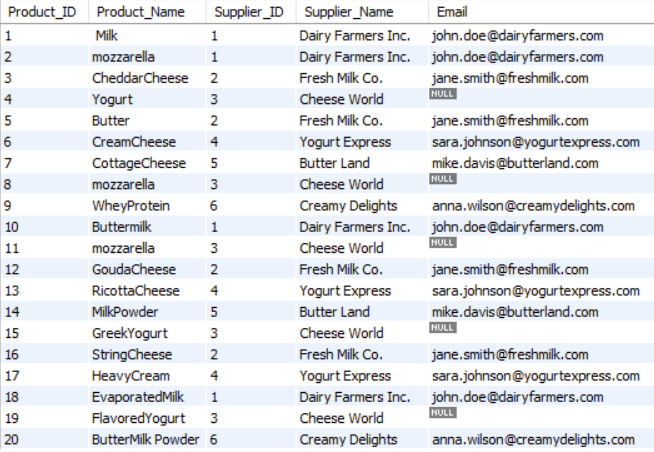 Product_ID Product_Name Supplier_ID Supplier_Name Email
1 Milk 1 Dairy Farmers Inc. john.doe@dairyfarmers.com
2 mozzarella 1 Dairy Farmers Inc. john.doe@dairyfarmers.com
3 CheddarCheese 2 Fresh Milk Co. jane.smith@freshmilk.com
4 Yogurt 3 Cheese World NULL
5 Butter 2 Fresh Milk Co. jane.smith@freshmilk.com
6 CreamCheese 4 Yogurt Express sara.johnson@yogurtexpress.com
7 CottageCheese 5 Butter Land mike.davis@butterland.com
8 mozzarella 3 Cheese World NULL
9 WheyProtein 6 Creamy Delights anna.wilson@creamydelights.com
10 Buttermilk 1 Dairy Farmers Inc. john.doe@dairyfarmers.com
11 mozzarella 3 Cheese World NULL
12 GoudaCheese 2 Fresh Milk Co. jane.smith@freshmilk.com
13 RicottaCheese 4 Yogurt Express sara.johnson@yogurtexpress.com
14 MilkPowder 5 Butter Land mike.davis@butterland.com
15 GreekYogurt 3 Cheese World NULL
16 StringCheese 2 Fresh Milk Co. jane.smith@freshmilk.com
17 HeavyCream 4 Yogurt Express sara.johnson@yogurtexpress.com
18 EvaporatedMilk 1 Dairy Farmers Inc. john.doe@dairyfarmers.com
19 FlavoredYogurt 3 Cheese World NULL
20 ButterMilk Powder 6 Creamy Delights anna.wilson@creamydelights.com